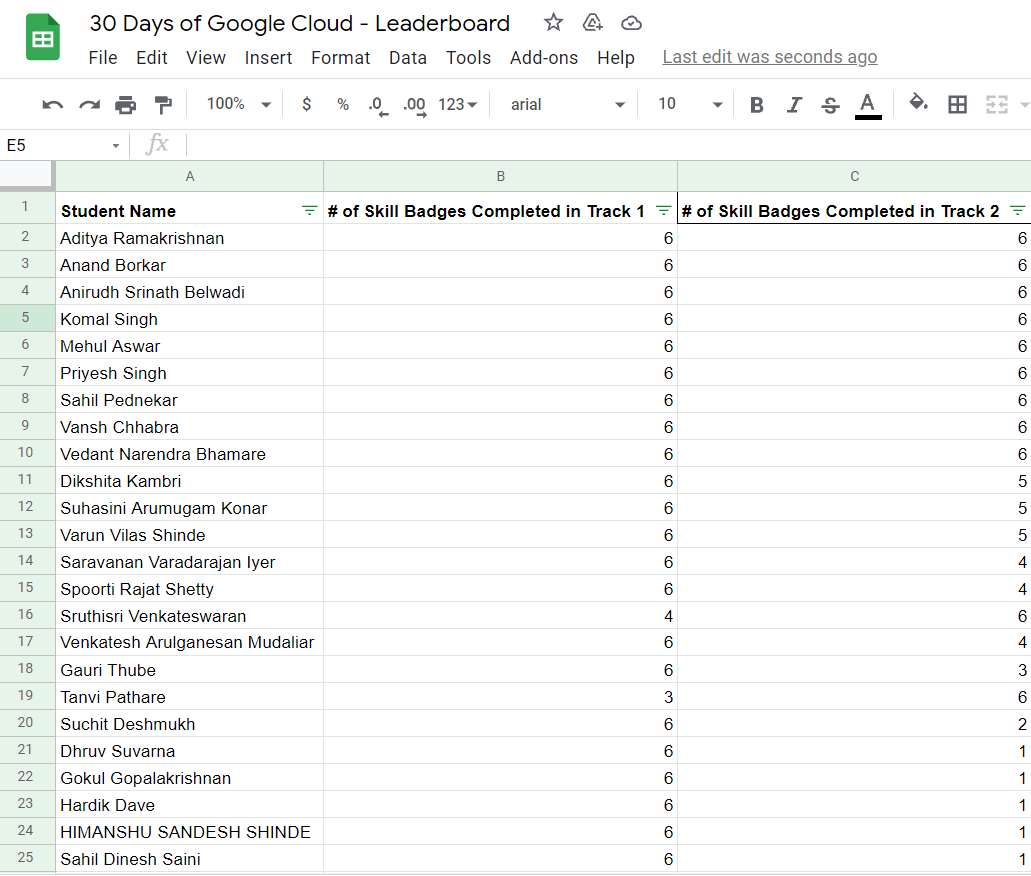 30 Days of Google Cloud - Leaderboard
File Edit View Insert Format Data Tools Add-ons Help Last edit was seconds ago
100% $ % .0 .00 123 arial 10 B I S A
E5 fx
A B C
1 Student Name # of Skill Badges Completed in Track 1 # of Skill Badges Completed in Track 2
2 Aditya Ramakrishnan 6 6
3 Anand Borkar 6 6
4 Anirudh Srinath Belwadi 6 6
5 Komal Singh 6 6
6 Mehul Aswar 6 6
7 Priyesh Singh 6 6
8 Sahil Pednekar 6 6
9 Vansh Chhabra 6 6
10 Vedant Narendra Bhamare 6 6
11 Dikshita Kambri 6 5
12 Suhasini Arumugam Konar 6 5
13 Varun Vilas Shinde 6 5
14 Saravanan Varadarajan Iyer 6 4
15 Spoorti Rajat Shetty 6 4
16 Sruthisri Venkateswaran 4 6
17 Venkatesh Arulganesan Mudaliar 6 4
18 Gauri Thube 6 3
19 Tanvi Pathare 3 6
20 Suchit Deshmukh 6 2
21 Dhruv Suvarna 6 1
22 Gokul Gopalakrishnan 6 1
23 Hardik Dave 6 1
24 HIMANSHU SANDESH SHINDE 6 1
25 Sahil Dinesh Saini 6 1